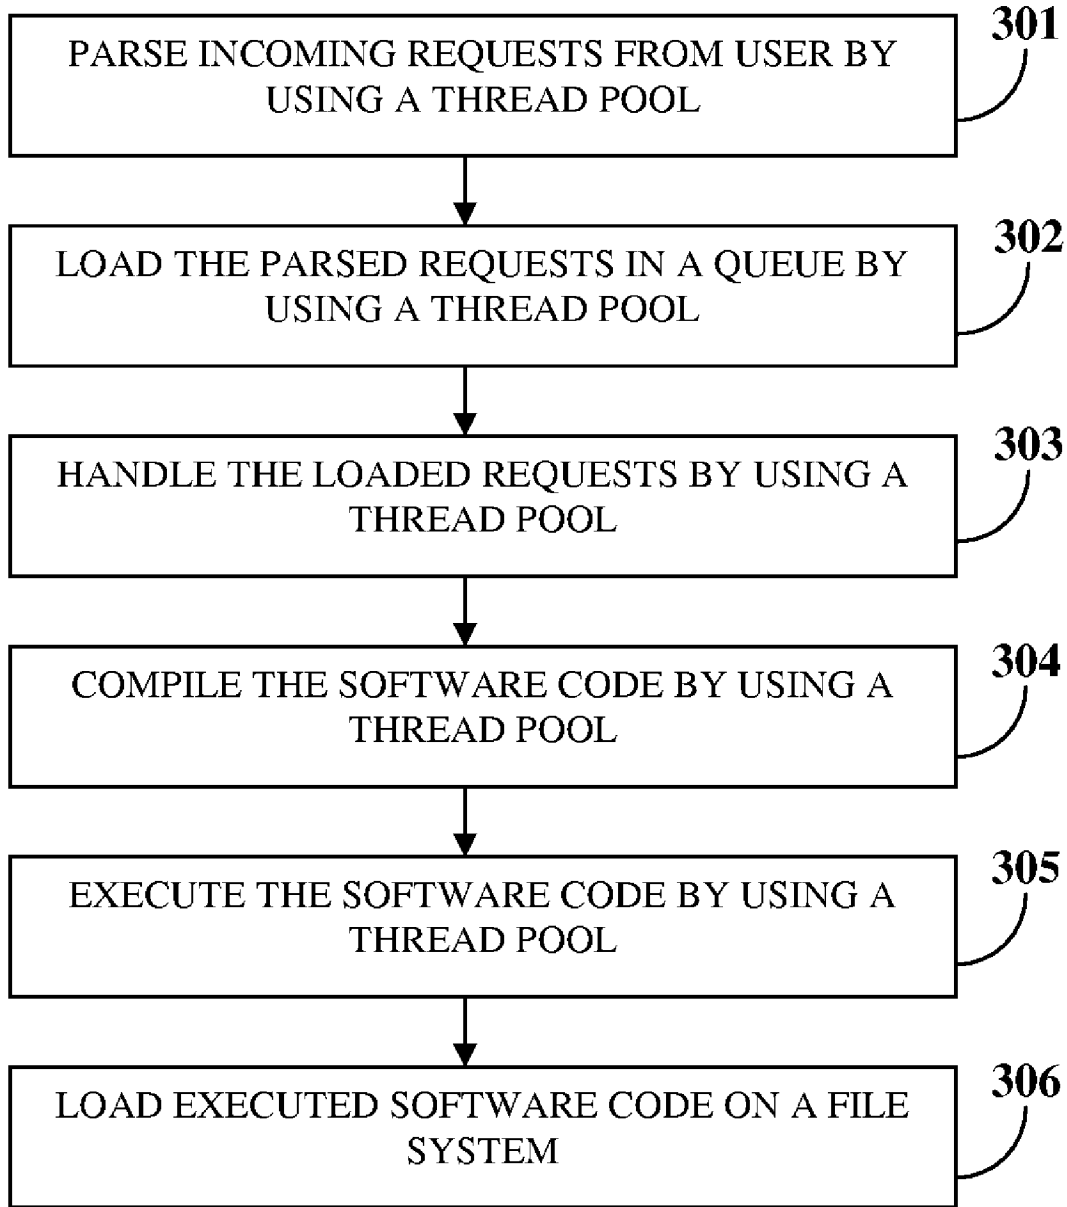 301
PARSE INCOMING REQUESTS FROM USER BY
USING A THREAD POOL
302
LOAD THE PARSED REQUESTS IN A QUEUE BY
USING A THREAD POOL
303
HANDLE THE LOADED REQUESTS BY USING A
THREAD POOL
304
COMPILE THE SOFTWARE CODE BY USING A
THREAD POOL
305
EXECUTE THE SOFTWARE CODE BY USING A
THREAD POOL
306
LOAD EXECUTED SOFTWARE CODE ON A FILE
SYSTEM